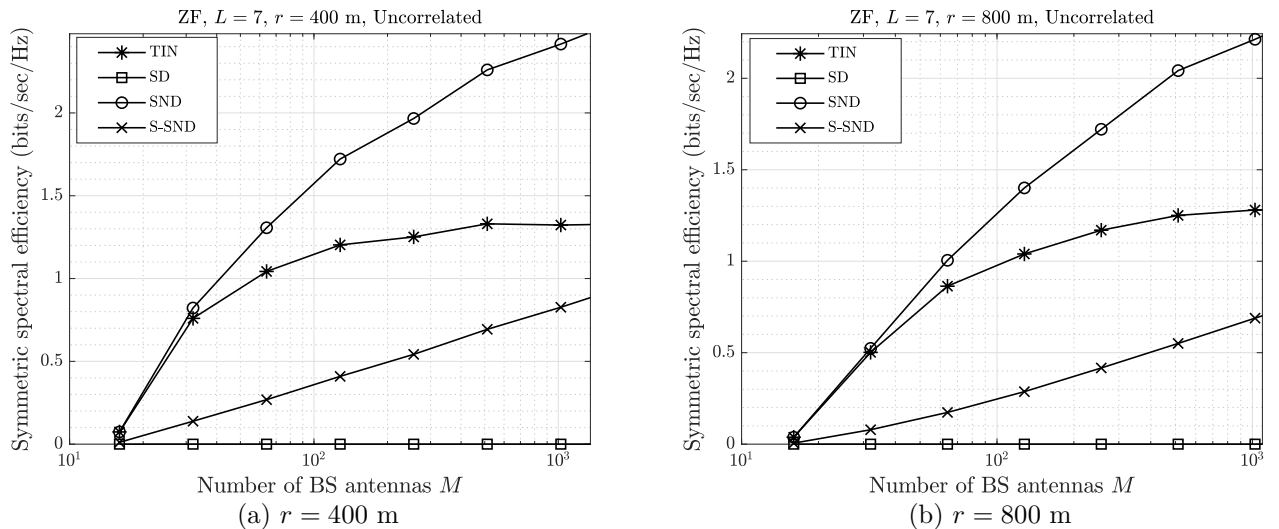 ZF, L = 7, r = 400 m, Uncorrelated
TIN
SD
SND
S-SND
Symmetric spectral efficiency (bits/sec/Hz)
2
1.5
1
0.5
0
10^1
10^2
10^3
Number of BS antennas M
(a) r = 400 m
ZF, L = 7, r = 800 m, Uncorrelated
TIN
SD
SND
S-SND
Symmetric spectral efficiency (bits/sec/Hz)
2
1.5
1
0.5
0
10^1
10^2
10^3
Number of BS antennas M
(b) r = 800 m